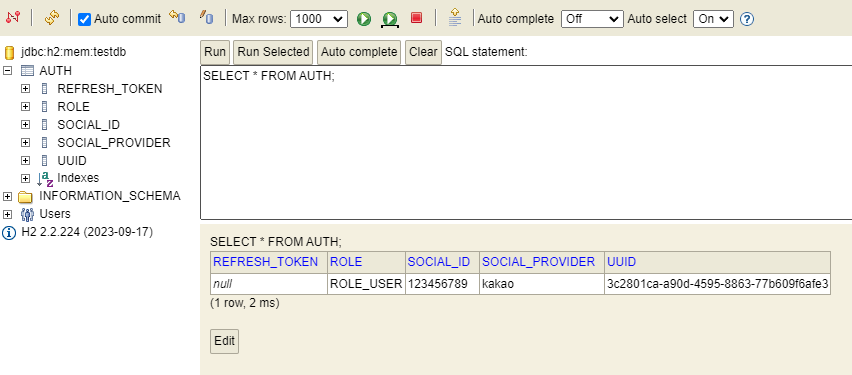 Auto commit Max rows: 1000 Auto complete Off Auto select On ?
jdbc:h2:mem:testdb
AUTH
REFRESH_TOKEN
ROLE
SOCIAL_ID
SOCIAL_PROVIDER
UUID
Indexes
INFORMATION_SCHEMA
Users
H2 2.2.224 (2023-09-17)
Run Run Selected Auto complete Clear SQL statement:
SELECT * FROM AUTH;
SELECT * FROM AUTH;
REFRESH_TOKEN ROLE SOCIAL_ID SOCIAL_PROVIDER UUID
null ROLE_USER 123456789 kakao 3c2801ca-a90d-4595-8863-77b609f6afe3
(1 row, 2 ms)
Edit